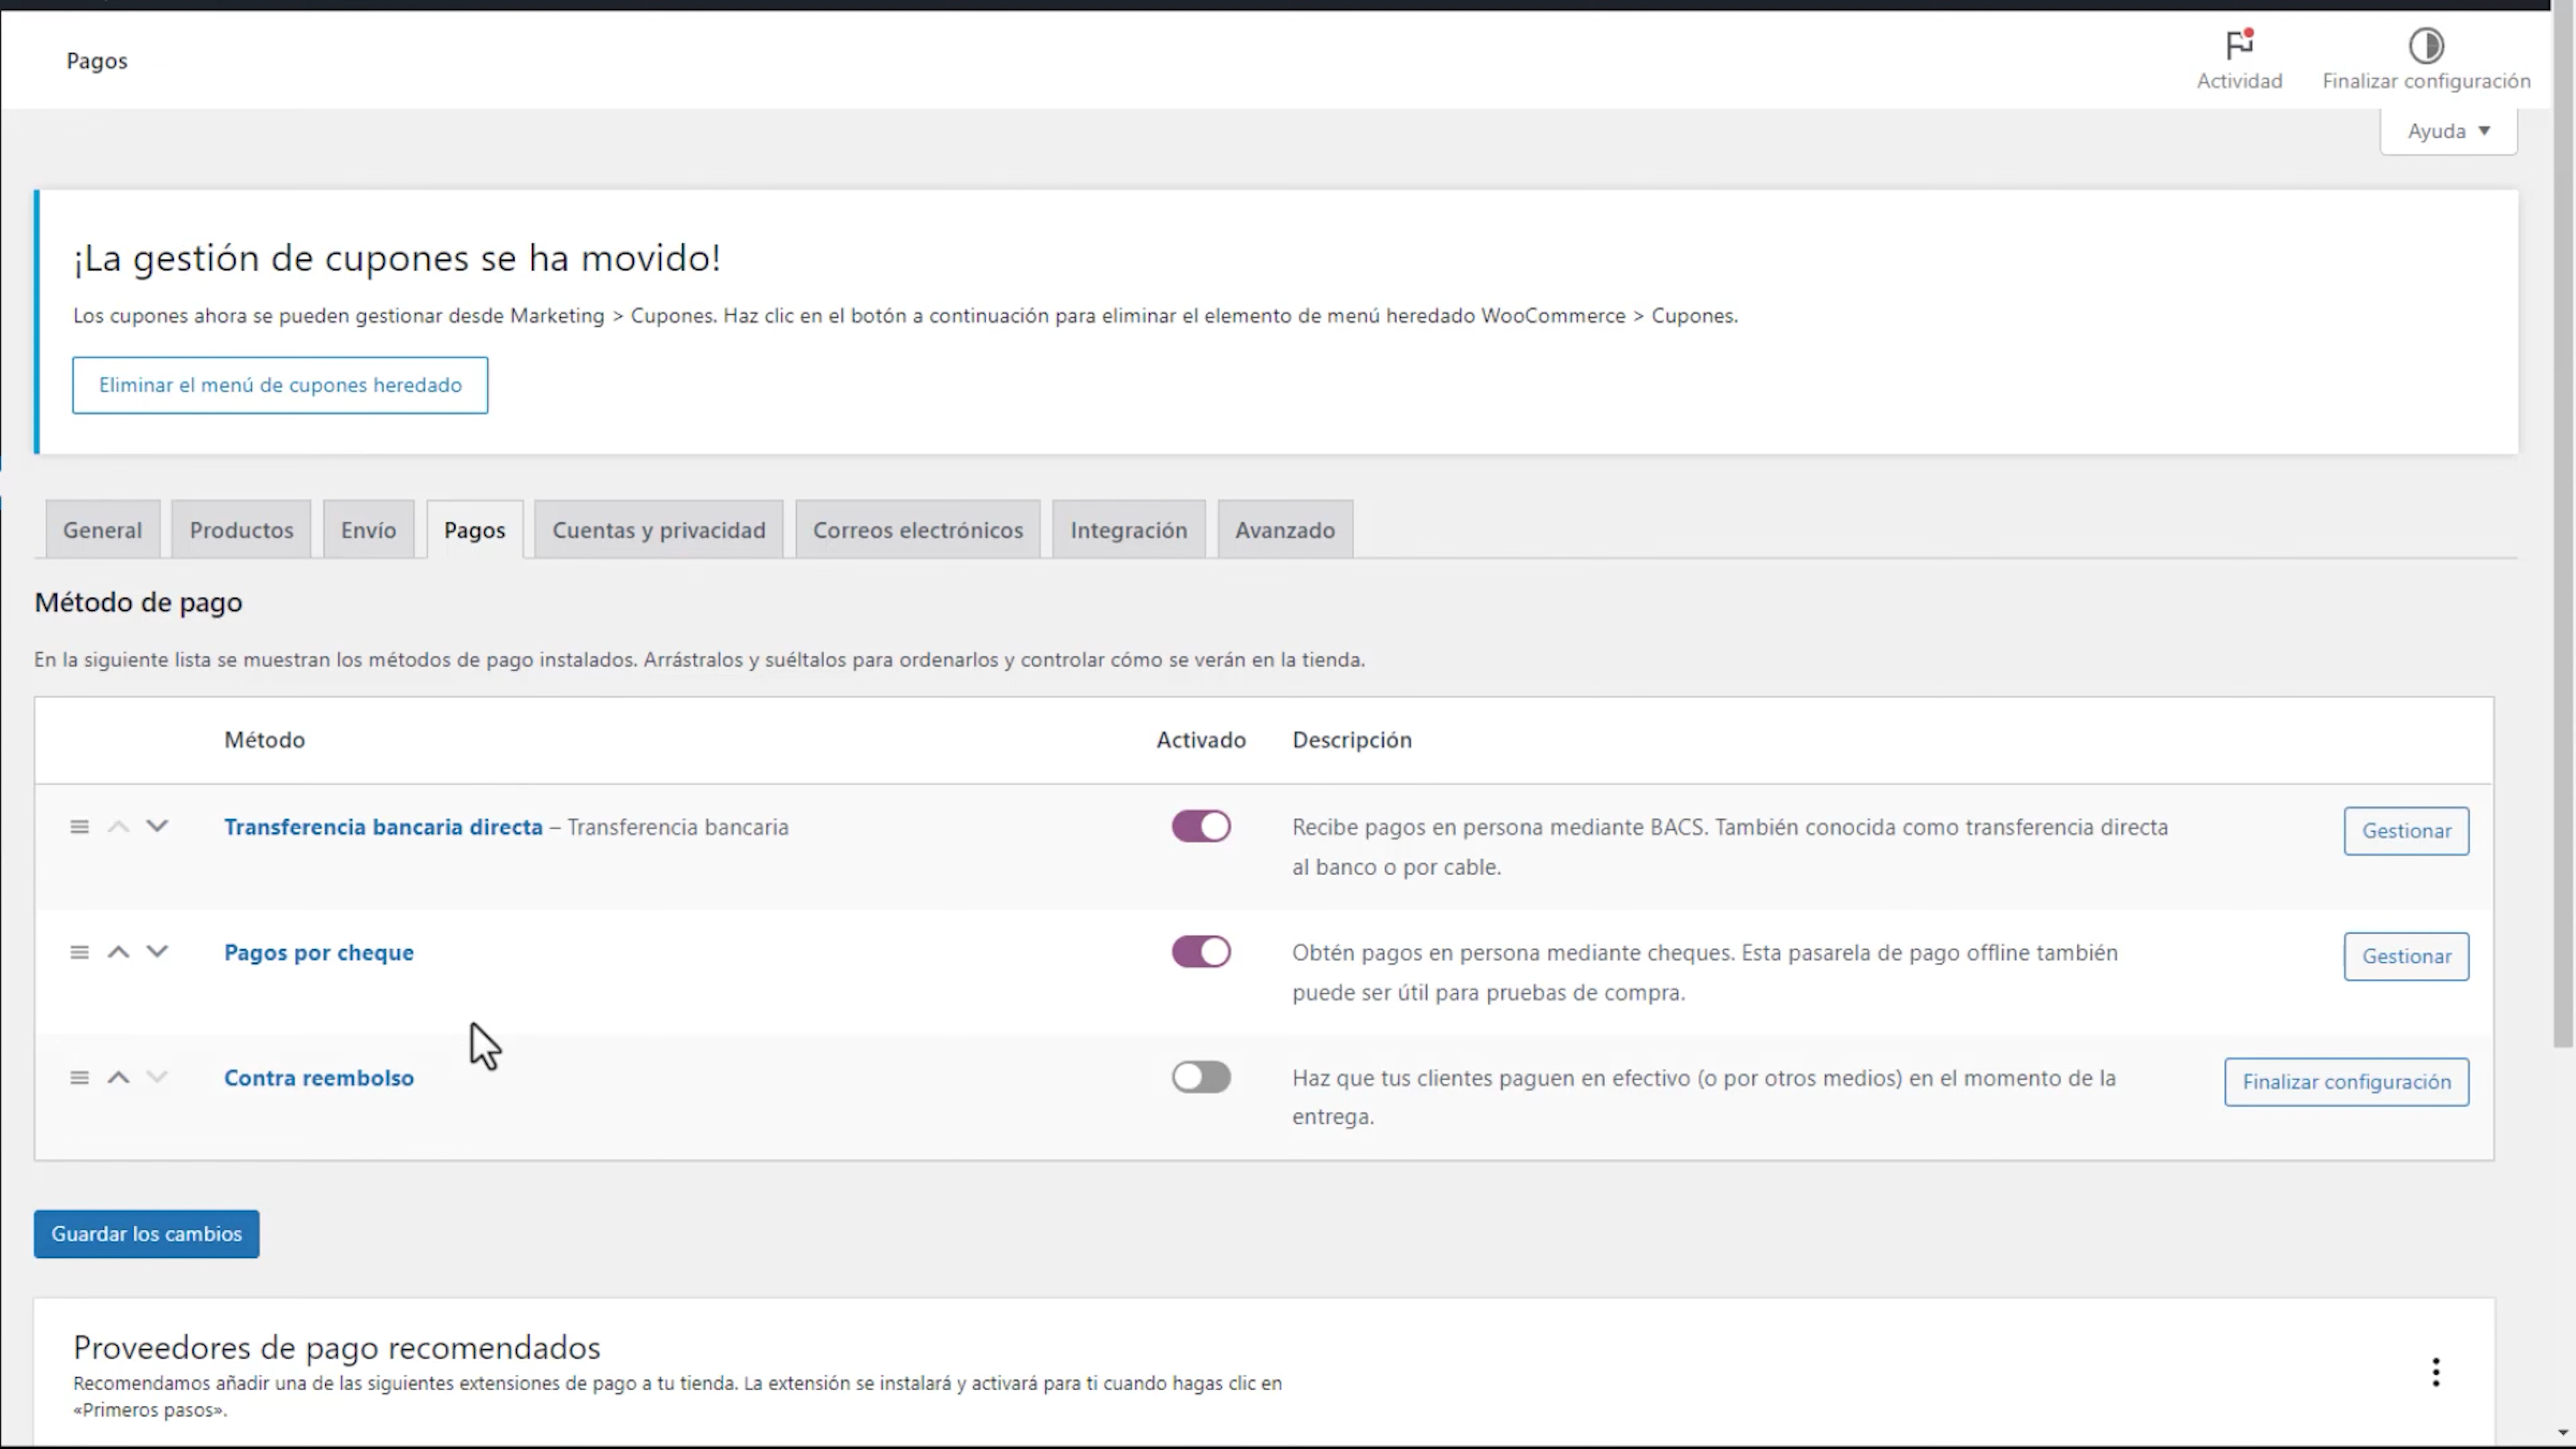 Pagos
Actividad
Finalizar configuración
Ayuda
¡La gestión de cupones se ha movido!
Los cupones ahora se pueden gestionar desde Marketing > Cupones. Haz clic en el botón a continuación para eliminar el elemento de menú heredado WooCommerce > Cupones.
Eliminar el menú de cupones heredado
General Productos Envío Pagos Cuentas y privacidad Correos electrónicos Integración Avanzado
Método de pago
En la siguiente lista se muestran los métodos de pago instalados. Arrástralos y suéltalos para ordenarlos y controlar cómo se verán en la tienda.
Método Activado Descripción
Transferencia bancaria directa – Transferencia bancaria
Recibe pagos en persona mediante BACS. También conocida como transferencia directa
al banco o por cable.
Gestionar
Pagos por cheque
Obtén pagos en persona mediante cheques. Esta pasarela de pago offline también
puede ser útil para pruebas de compra.
Gestionar
Contra reembolso
Haz que tus clientes paguen en efectivo (o por otros medios) en el momento de la
entrega.
Finalizar configuración
Guardar los cambios
Proveedores de pago recomendados
Recomendamos añadir una de las siguientes extensiones de pago a tu tienda. La extensión se instalará y activará para ti cuando hagas clic en
«Primeros pasos».